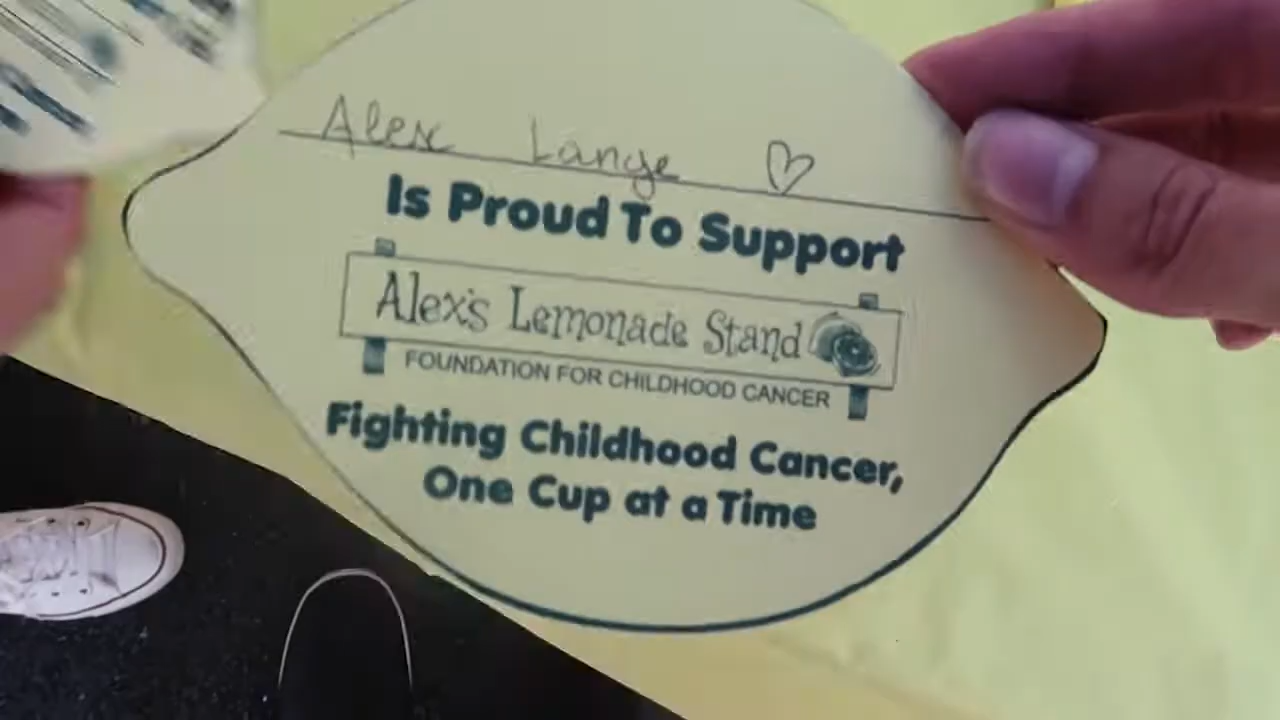 Alex Lange ♡
Is Proud To Support
Alex's Lemonade Stand
FOUNDATION FOR CHILDHOOD CANCER
Fighting Childhood Cancer,
One Cup at a Time